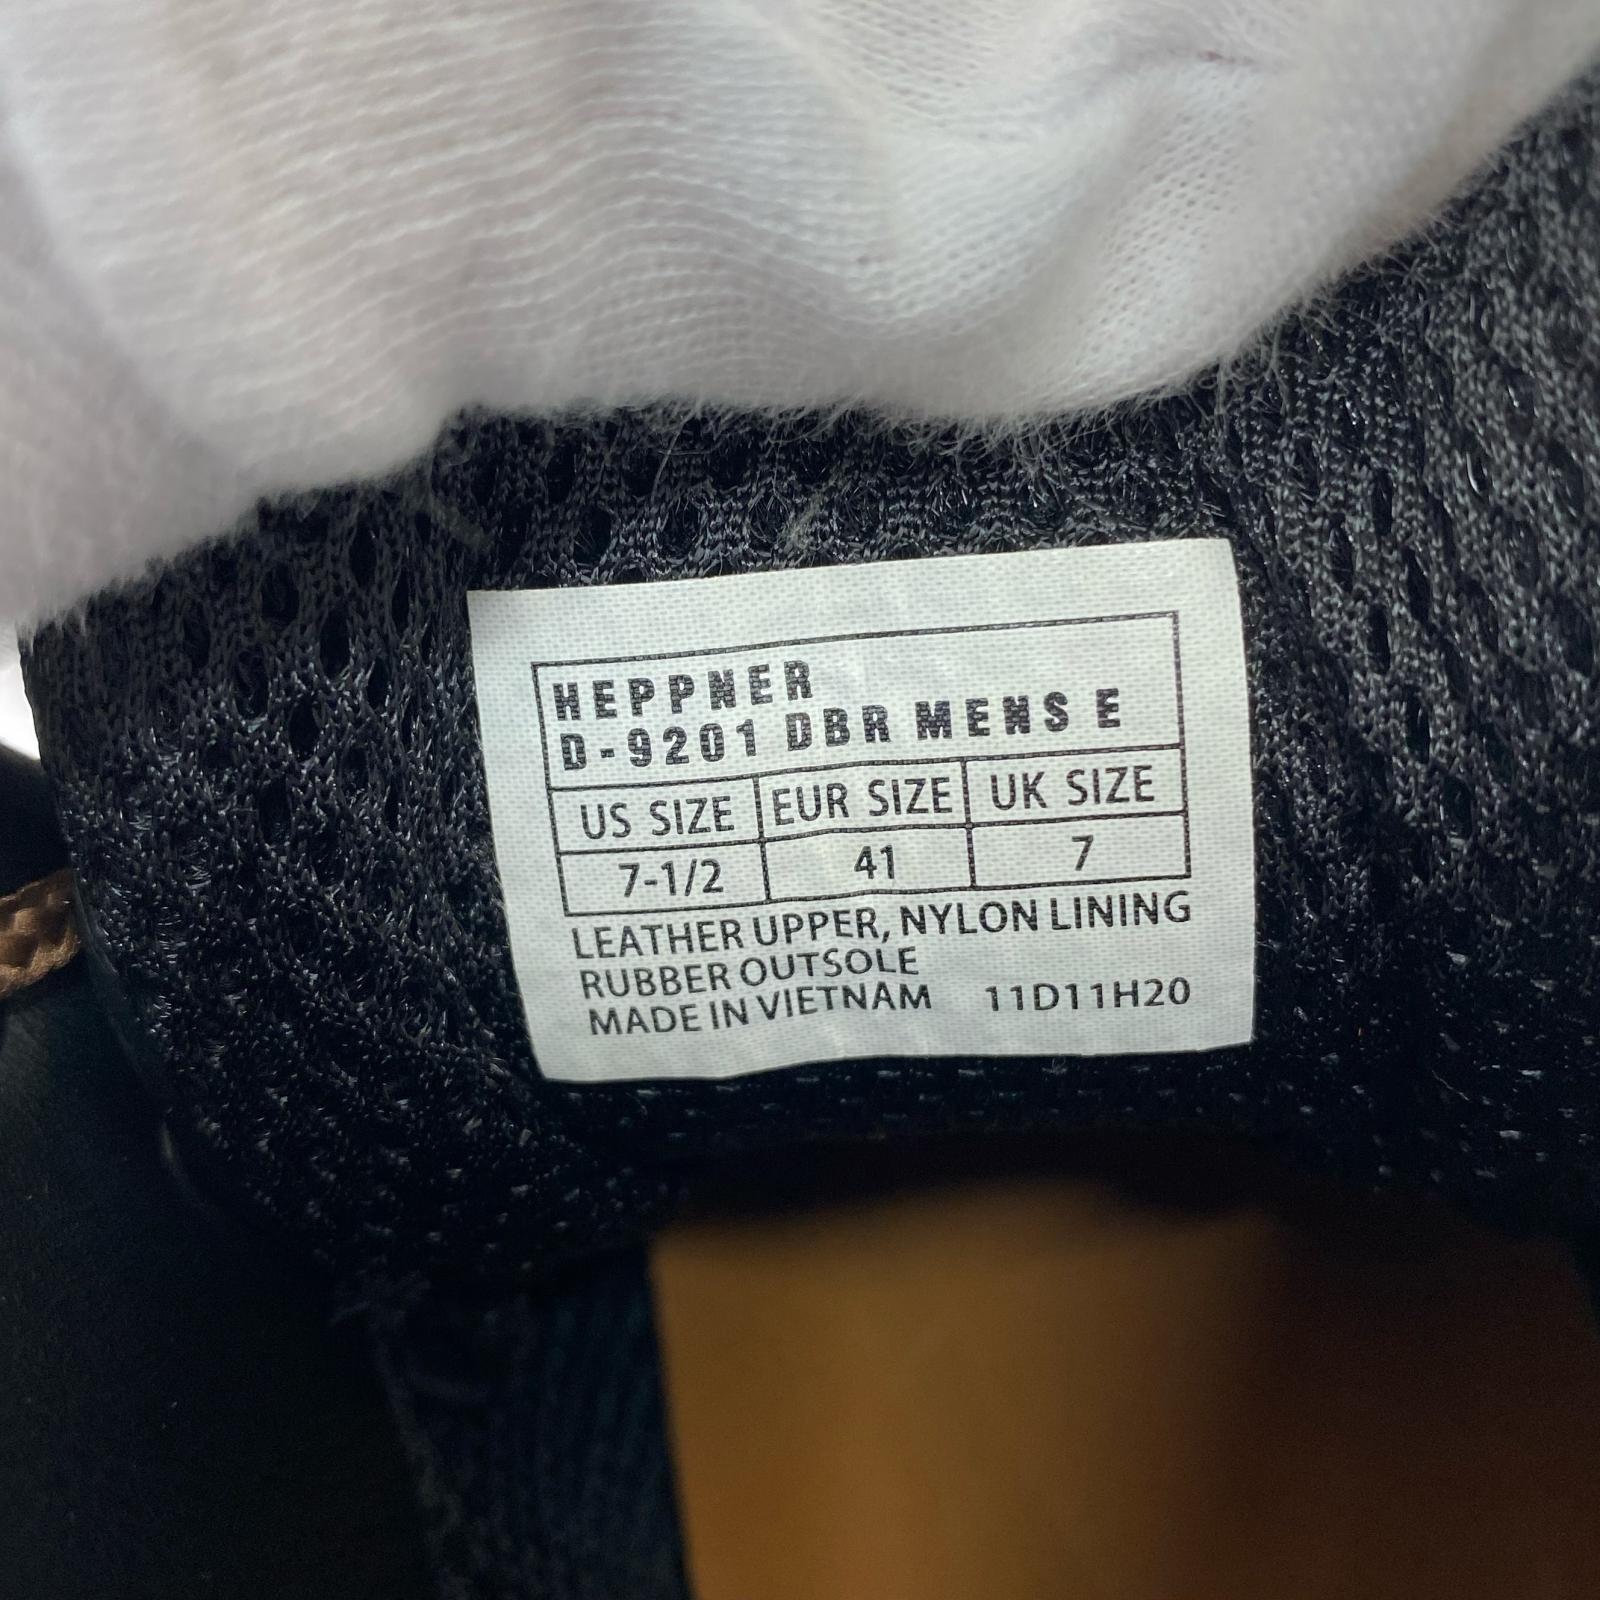 HEPPNER
D-9201 DBR MENS E
US SIZE EUR SIZE UK SIZE
7-1/2 41 7
LEATHER UPPER, NYLON LINING
RUBBER OUTSOLE
MADE IN VIETNAM 11D11H20